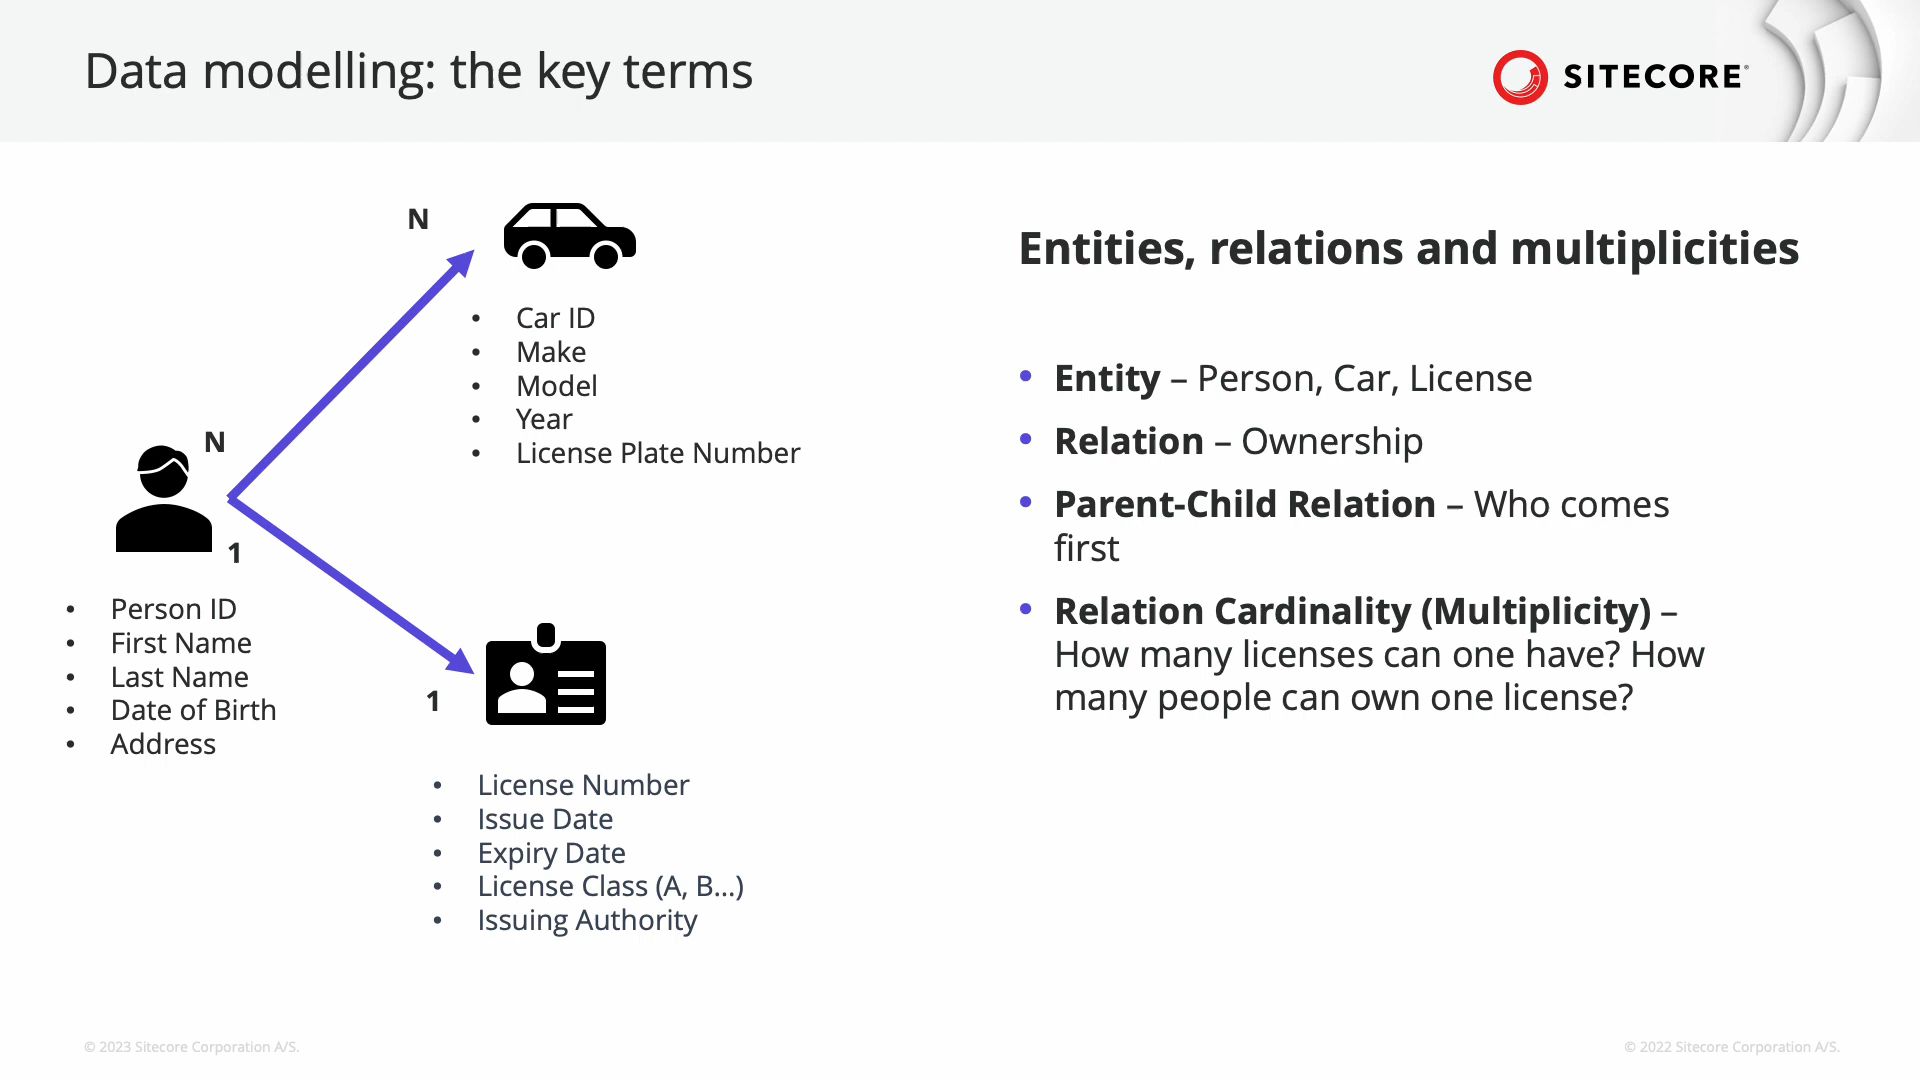 Data modelling: the key terms
SITECORE
N
• Car ID
• Make
• Model
• Year
• License Plate Number
N
1
• Person ID
• First Name
• Last Name
• Date of Birth
• Address
1
• License Number
• Issue Date
• Expiry Date
• License Class (A, B...)
• Issuing Authority
Entities, relations and multiplicities
• Entity – Person, Car, License
• Relation – Ownership
• Parent-Child Relation – Who comes
first
• Relation Cardinality (Multiplicity) –
How many licenses can one have? How
many people can own one license?
© 2023 Sitecore Corporation A/S.
© 2022 Sitecore Corporation A/S.